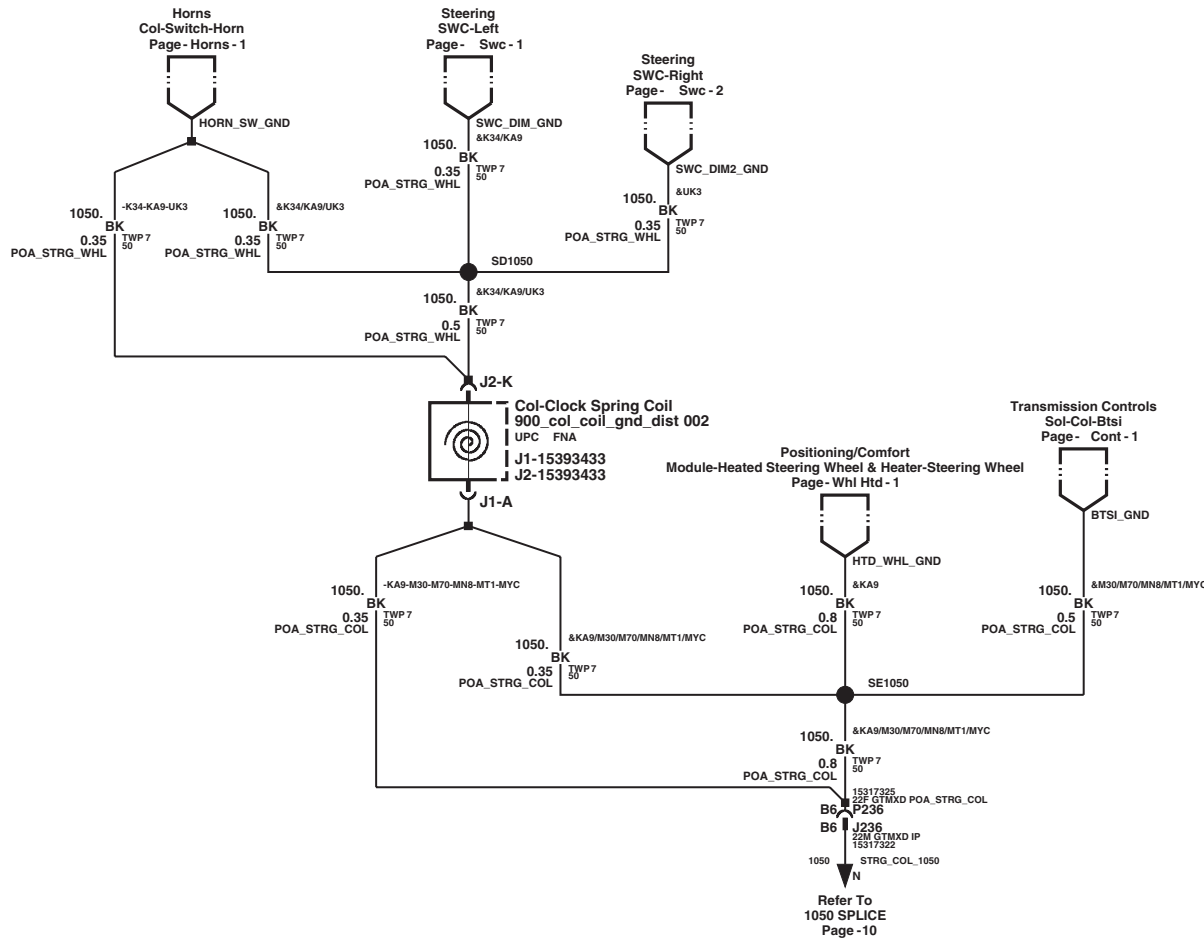 Horns
Col-Switch-Horn
Page- Horns - 1
HORN_SW_GND
Steering
SWC-Left
Page- Swc - 1
SWC_DIM_GND
Steering
SWC-Right
Page- Swc - 2
SWC_DIM2_GND
1050.
-K34-KA9-UK3
BK
0.35
TWP 7
50
POA_STRG_WHL
1050.
&K34/KA9/UK3
BK
0.35
TWP 7
50
POA_STRG_WHL
1050.
&K34/KA9
BK
0.35
TWP 7
50
POA_STRG_WHL
1050.
&UK3
BK
0.35
TWP 7
50
POA_STRG_WHL
SD1050
1050.
&K34/KA9/UK3
BK
0.5
TWP 7
50
POA_STRG_WHL
J2-K
Col-Clock Spring Coil
900_col_coil_gnd_dist 002
UPC FNA
J1-15393433
J2-15393433
J1-A
Positioning/Comfort
Module-Heated Steering Wheel & Heater-Steering Wheel
Page- Whl Htd - 1
HTD_WHL_GND
Transmission Controls
Sol-Col-Btsi
Page- Cont - 1
BTSI_GND
1050.
-KA9-M30-M70-MN8-MT1-MYC
BK
0.35
TWP 7
50
POA_STRG_COL
1050.
&KA9/M30/M70/MN8/MT1/MYC
BK
0.35
TWP 7
50
POA_STRG_COL
1050.
&KA9
BK
0.8
TWP 7
50
POA_STRG_COL
1050.
&M30/M70/MN8/MT1/MYC
BK
0.5
TWP 7
50
POA_STRG_COL
SE1050
1050.
&KA9/M30/M70/MN8/MT1/MYC
BK
0.8
TWP 7
50
POA_STRG_COL
15317325
22F GTMXD POA_STRG_COL
B6 P236
B6 J236
22M GTMXD IP
15317322
1050 STRG_COL_1050
N
Refer To
1050 SPLICE
Page -10